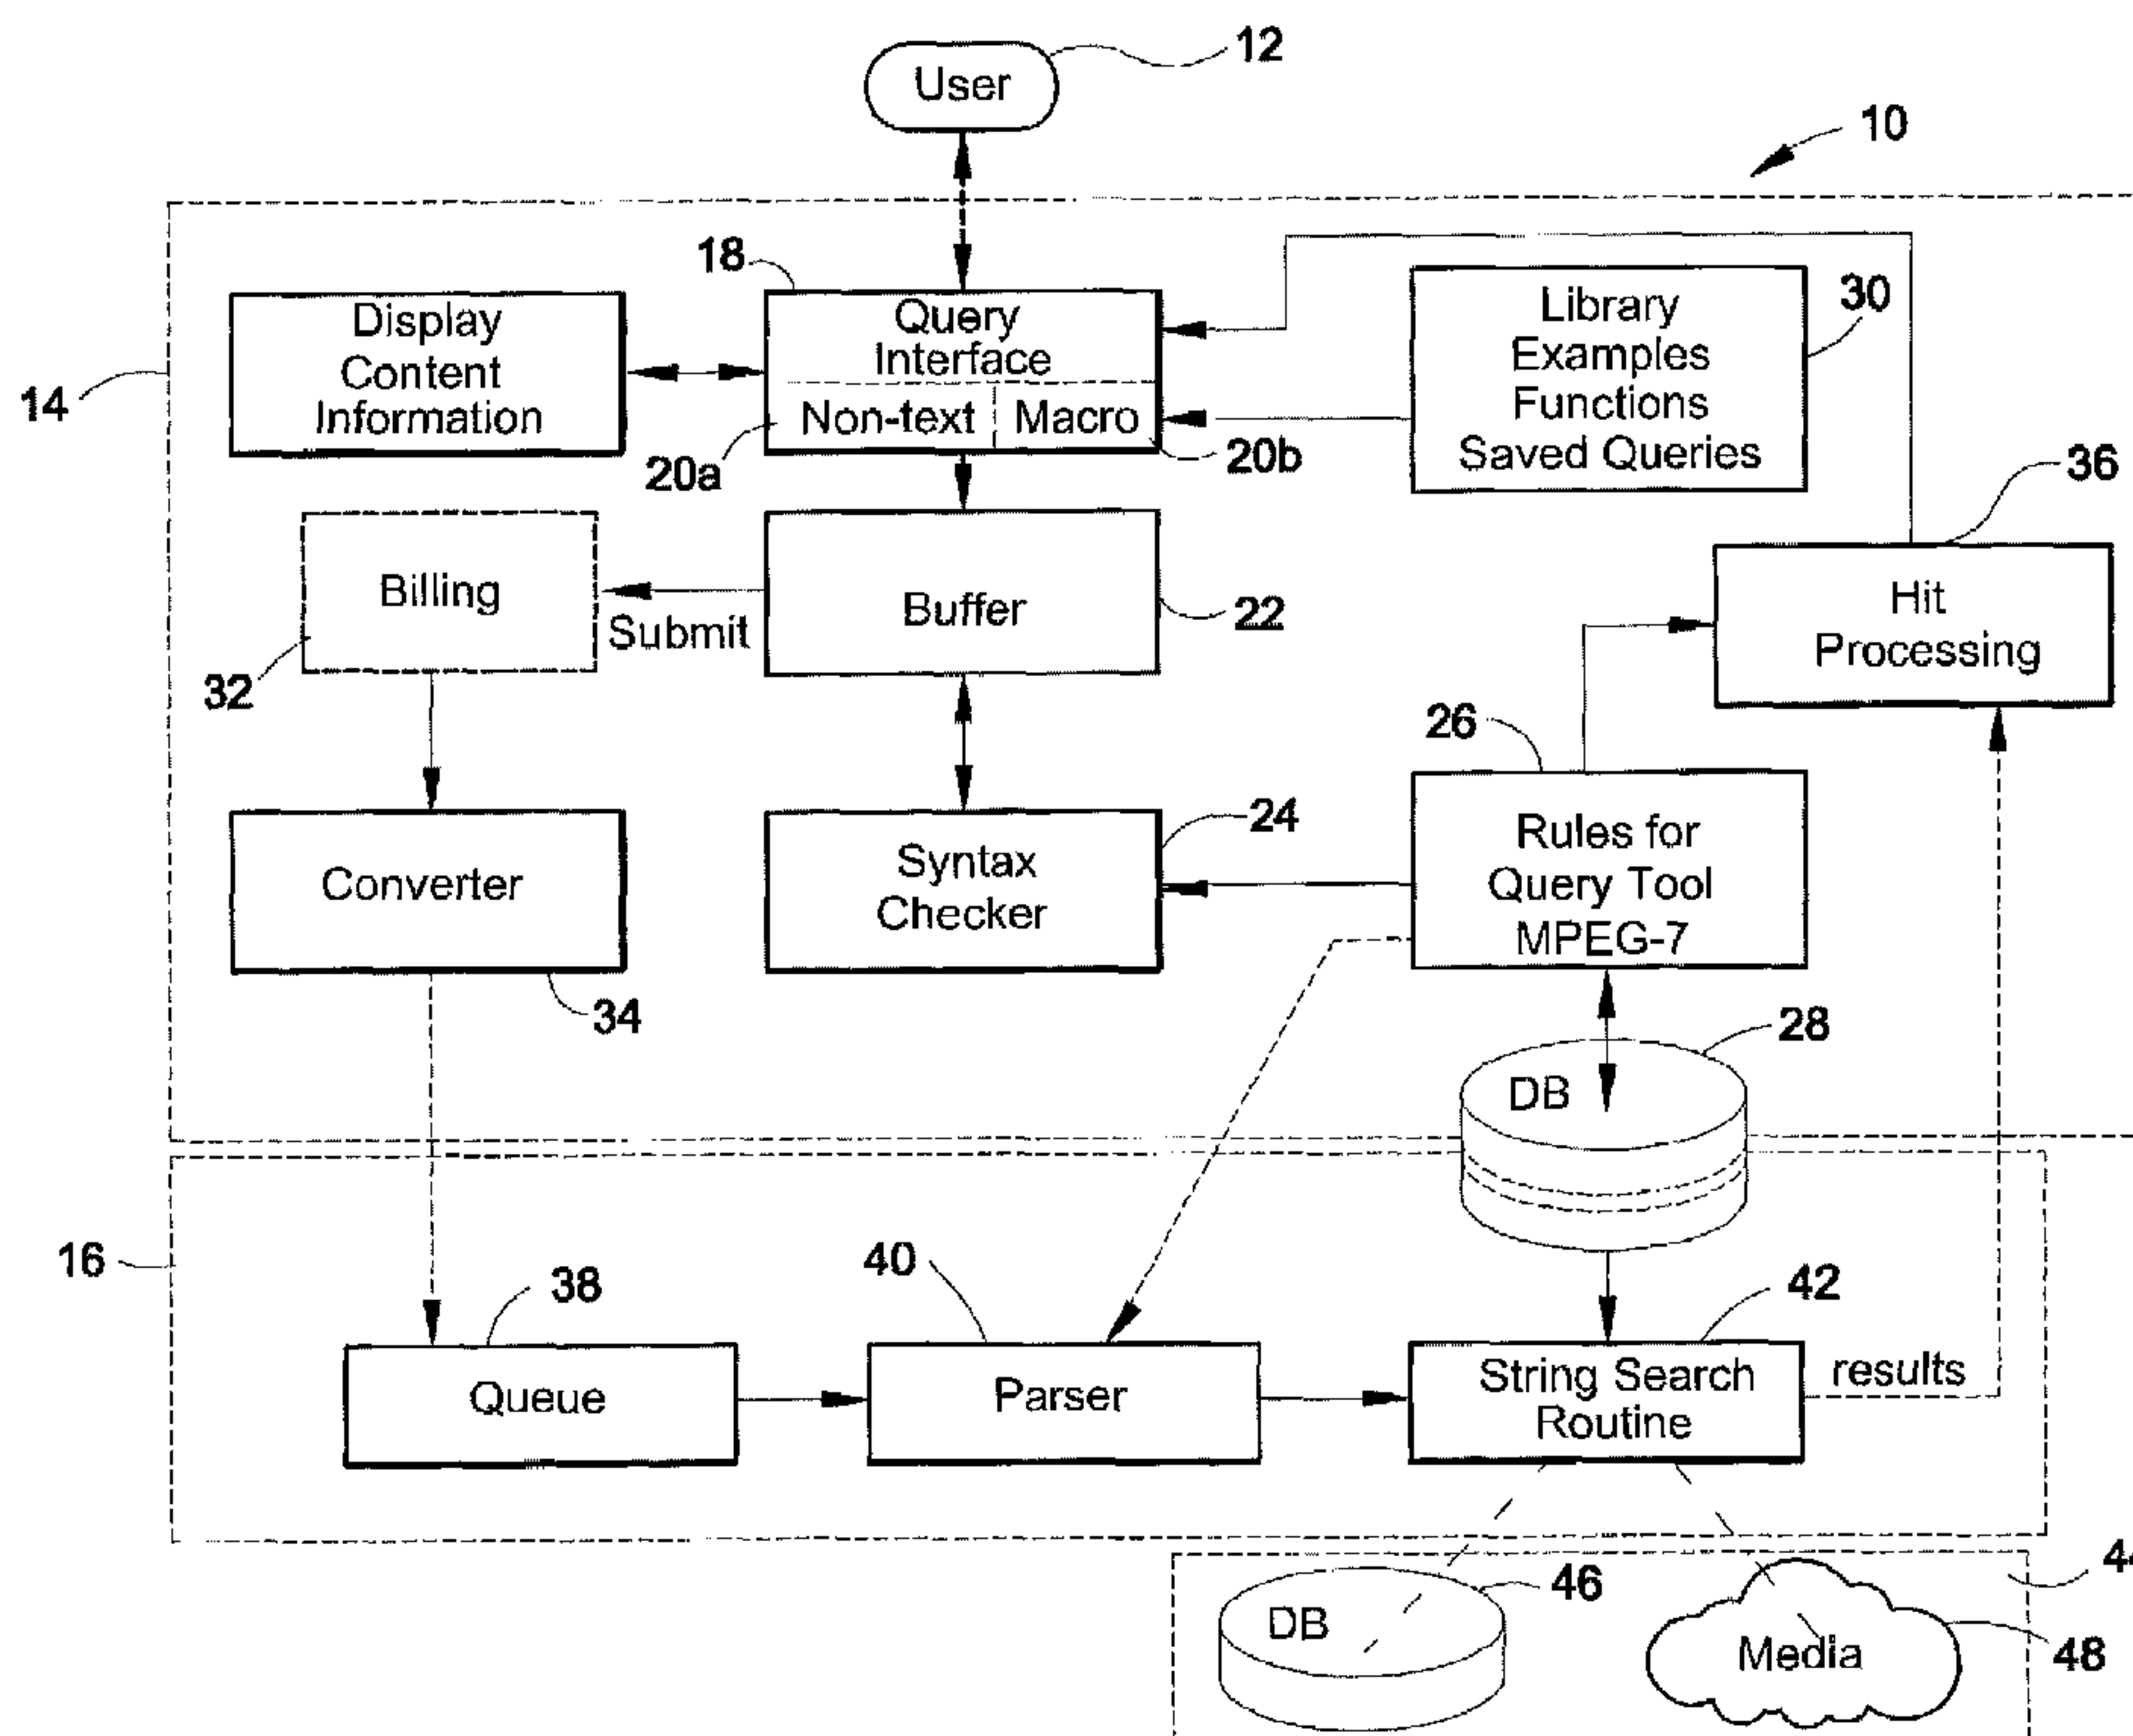 User
12
10
18
Display
Content
Information
Query
Interface
Non-text
Macro
Library
Examples
Functions
Saved Queries
30
14
20a
20b
36
Billing
Submit
Buffer
22
Hit
Processing
32
26
Converter
Syntax
Checker
24
Rules for
Query Tool
MPEG-7
34
28
DB
16
38
40
42
Queue
Parser
String Search
Routine
results
44
46
DB
Media
48